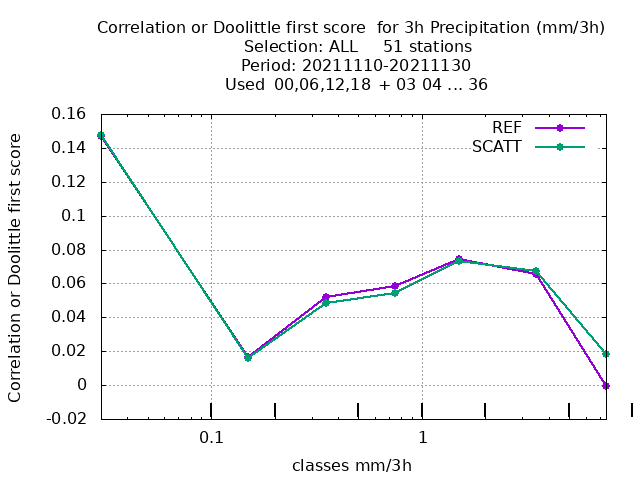 Correlation or Doolittle first score  for 3h Precipitation (mm/3h)
Selection: ALL     51 stations
Period: 20211110-20211130
Used  00,06,12,18 + 03 04 ... 36
REF
SCATT
Correlation or Doolittle first score
0.16
0.14
0.12
0.1
0.08
0.06
0.04
0.02
0
-0.02
0.1
1
classes mm/3h